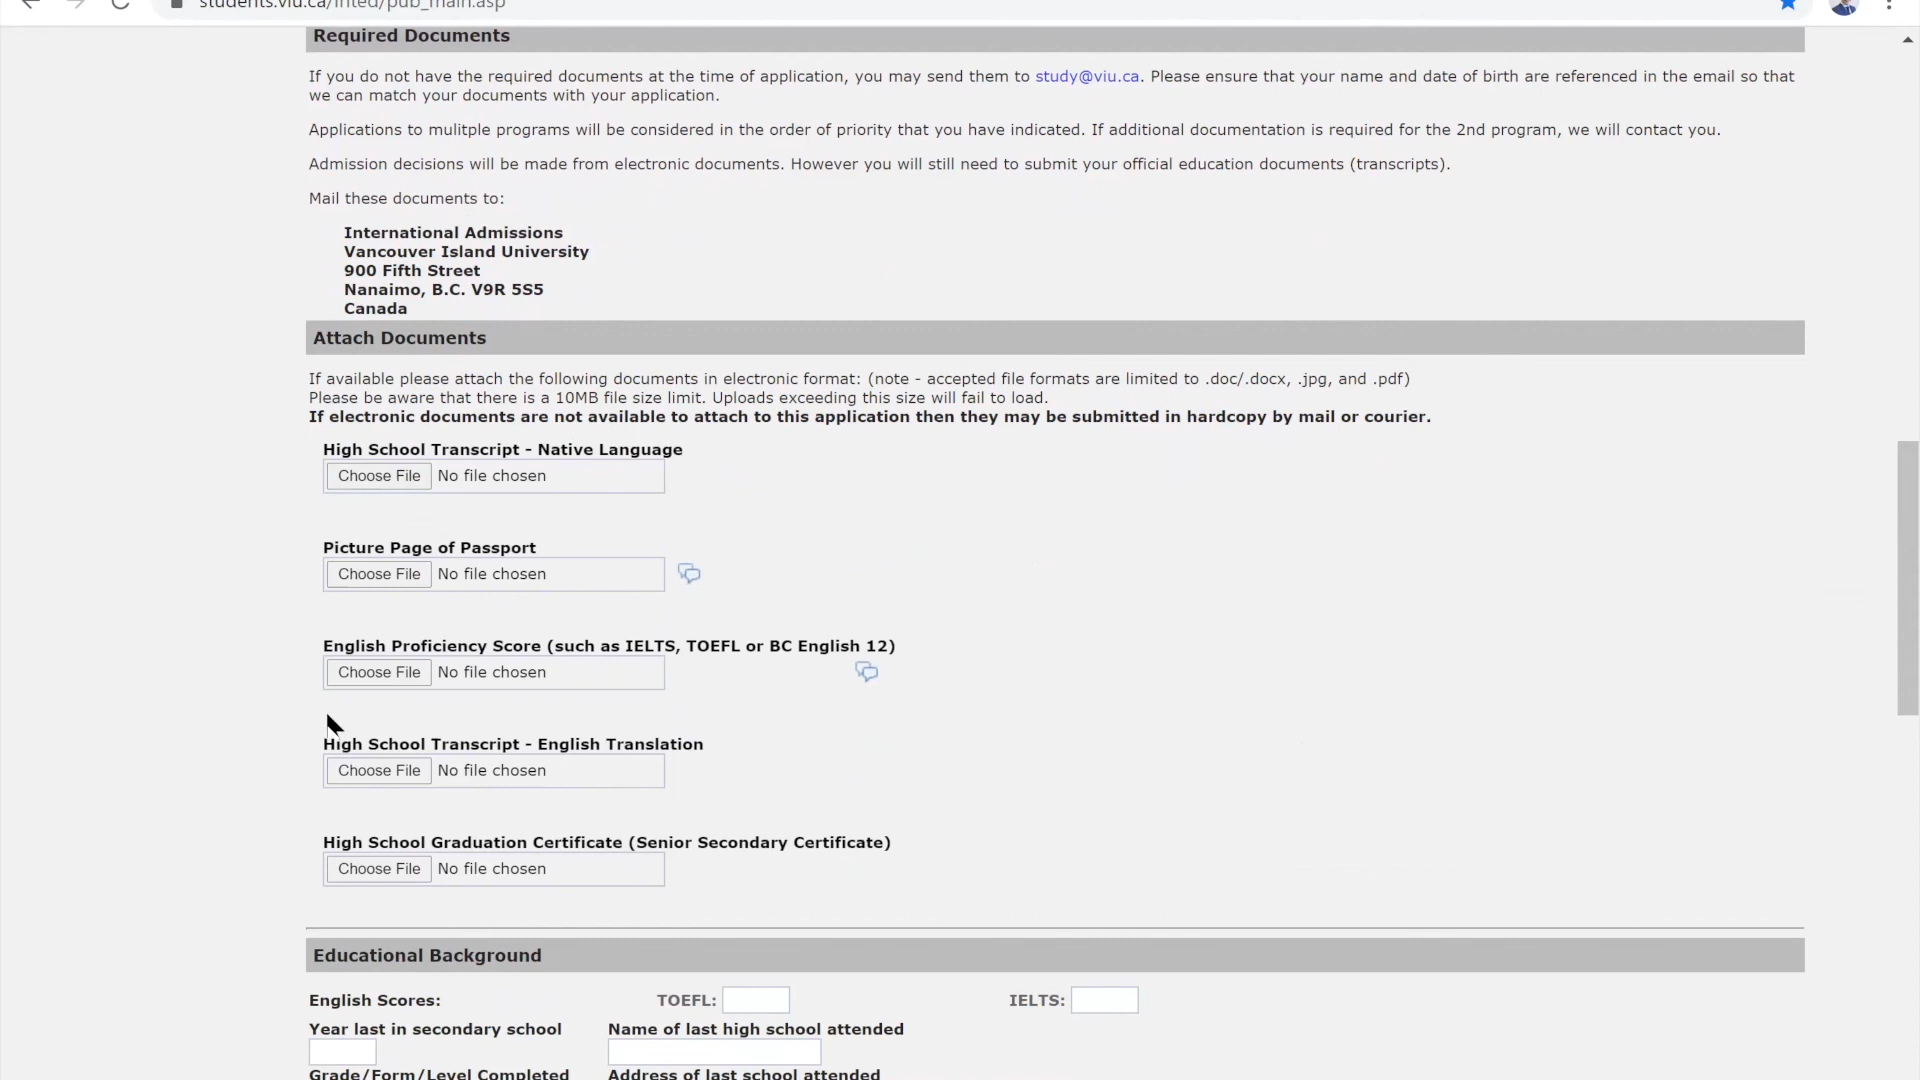 students.viu.ca/inted/pub_main.asp
Required Documents
If you do not have the required documents at the time of application, you may send them to study@viu.ca. Please ensure that your name and date of birth are referenced in the email so that
we can match your documents with your application.
Applications to mulitple programs will be considered in the order of priority that you have indicated. If additional documentation is required for the 2nd program, we will contact you.
Admission decisions will be made from electronic documents. However you will still need to submit your official education documents (transcripts).
Mail these documents to:
International Admissions
Vancouver Island University
900 Fifth Street
Nanaimo, B.C. V9R 5S5
Canada
Attach Documents
If available please attach the following documents in electronic format: (note - accepted file formats are limited to .doc/.docx, .jpg, and .pdf)
Please be aware that there is a 10MB file size limit. Uploads exceeding this size will fail to load.
If electronic documents are not available to attach to this application then they may be submitted in hardcopy by mail or courier.
High School Transcript - Native Language
Choose File No file chosen
Picture Page of Passport
Choose File No file chosen
English Proficiency Score (such as IELTS, TOEFL or BC English 12)
Choose File No file chosen
High School Transcript - English Translation
Choose File No file chosen
High School Graduation Certificate (Senior Secondary Certificate)
Choose File No file chosen
Educational Background
English Scores: TOEFL: IELTS:
Year last in secondary school Name of last high school attended
Grade/Form/Level Completed Address of last school attended